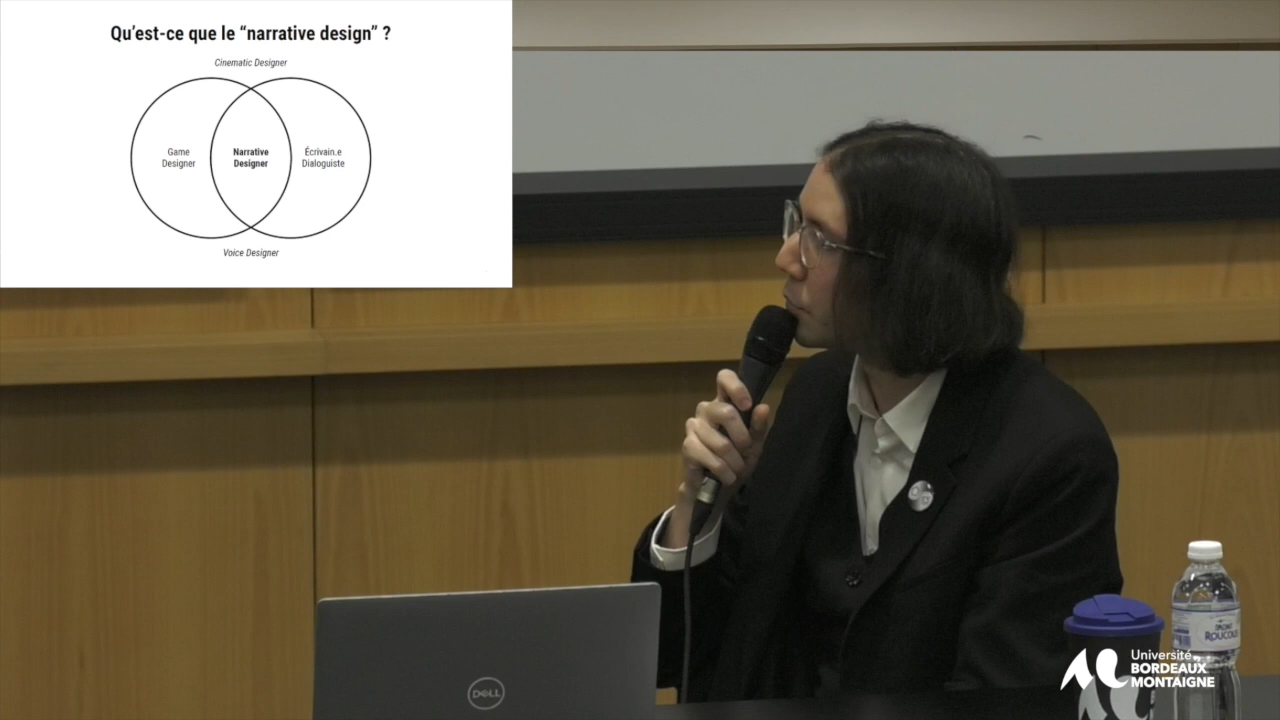 Qu'est-ce que le “narrative design” ?
Cinematic Designer
Game
Designer
Narrative
Designer
Écrivain.e
Dialoguiste
Voice Designer
DELL
ROUCOUS
Université
BORDEAUX
MONTAIGNE